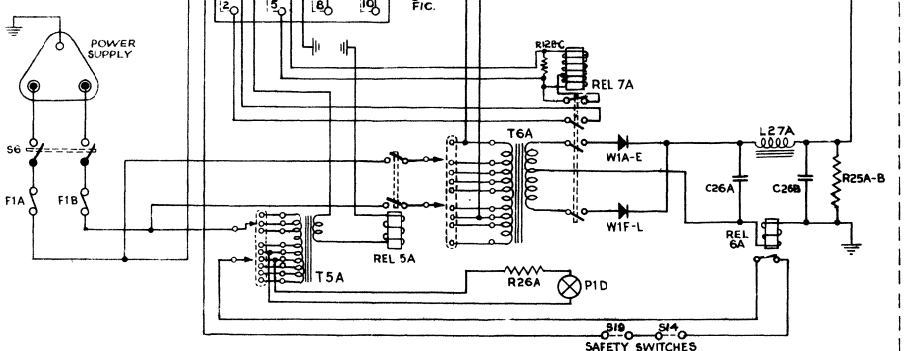 2 5 8 10 FIC.
POWER
SUPPLY
R12B-C
REL 7A
S6
T6A
L27A
W1A-E
F1A F1B
C26A C26B R25A-B
W1F-L
REL
6A
REL 5A
T5A
R26A P1D
S19 S14
SAFETY SWITCHES